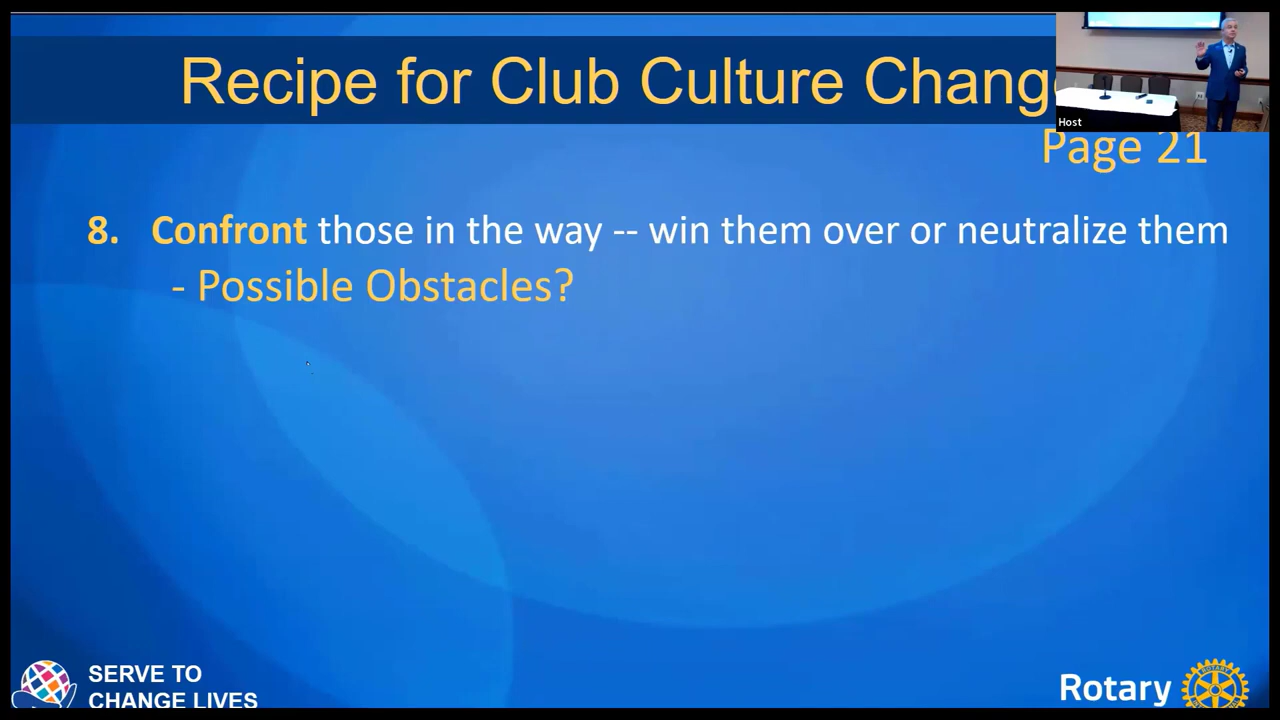 Recipe for Club Culture Chang
Host
Page 21
8. Confront those in the way -- win them over or neutralize them
- Possible Obstacles?
SERVE TO
CHANGE LIVES
Rotary